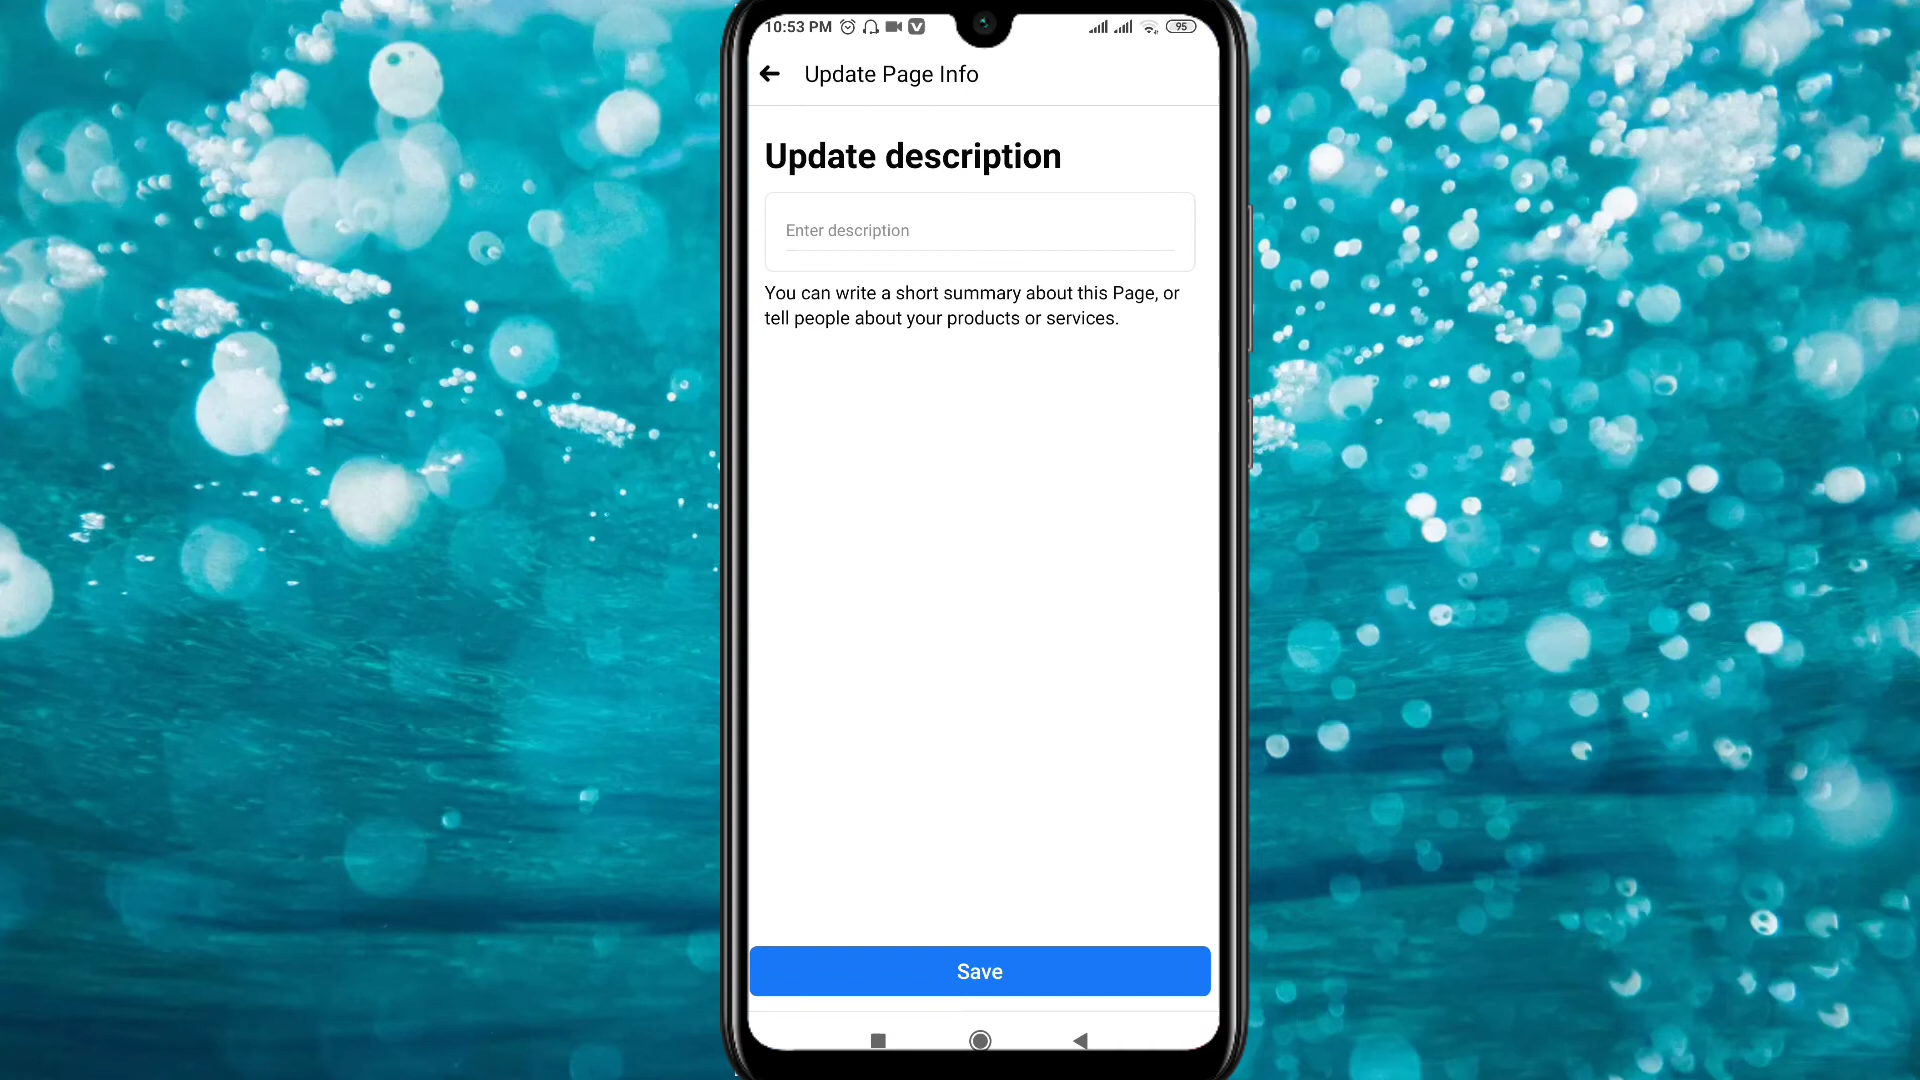 10:53 PM
95
Update Page Info
Update description
Enter description
You can write a short summary about this Page, or
tell people about your products or services.
Save